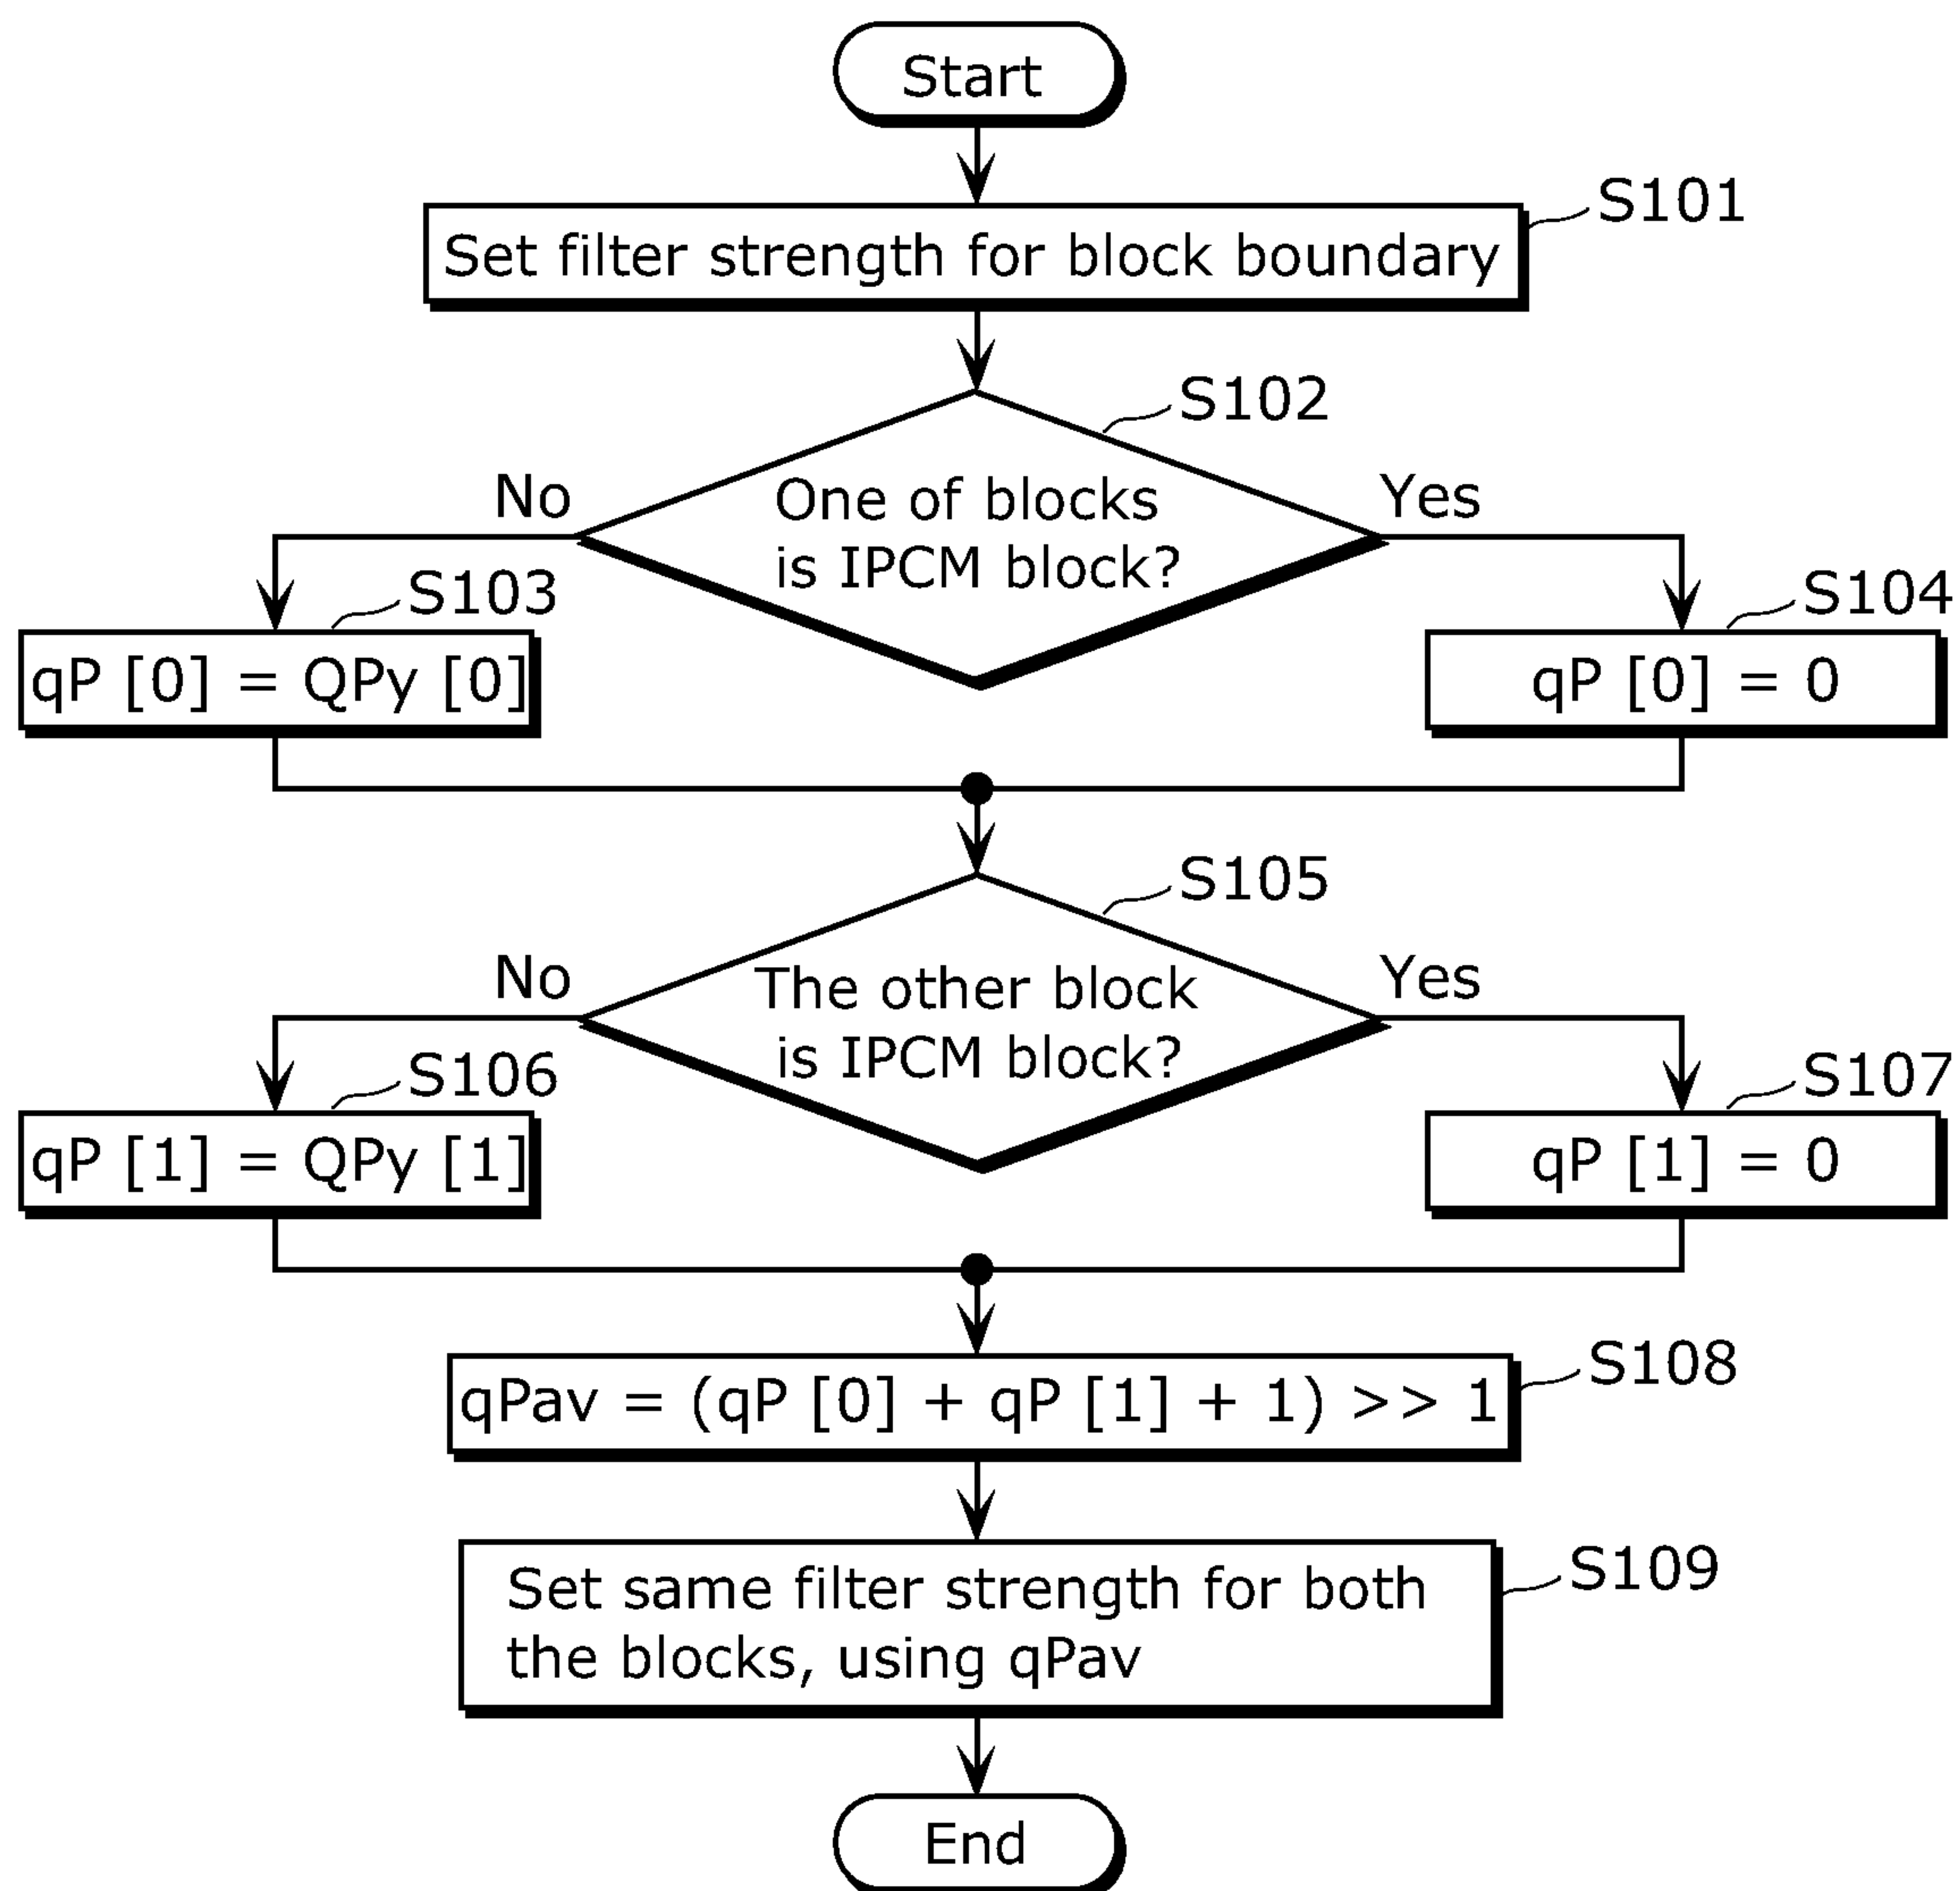 Start
S101
Set filter strength for block boundary
S102
No
One of blocks
is IPCM block?
Yes
S103
qP [0] = QPy [0]
S104
qP [0] = 0
S105
No
The other block
is IPCM block?
Yes
S106
qP [1] = QPy [1]
S107
qP [1] = 0
S108
qPav = (qP [0] + qP [1] + 1) >> 1
S109
Set same filter strength for both
the blocks, using qPav
End